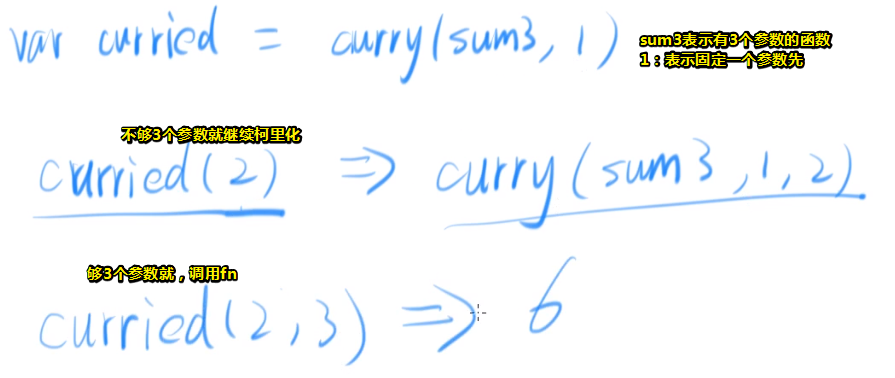 var curried = curry(sum3, 1)
sum3表示有3个参数的函数
1：表示固定一个参数先
不够3个参数就继续柯里化
curried(2) => curry(sum3,1,2)
够3个参数就，调用fn
curried(2,3) => 6